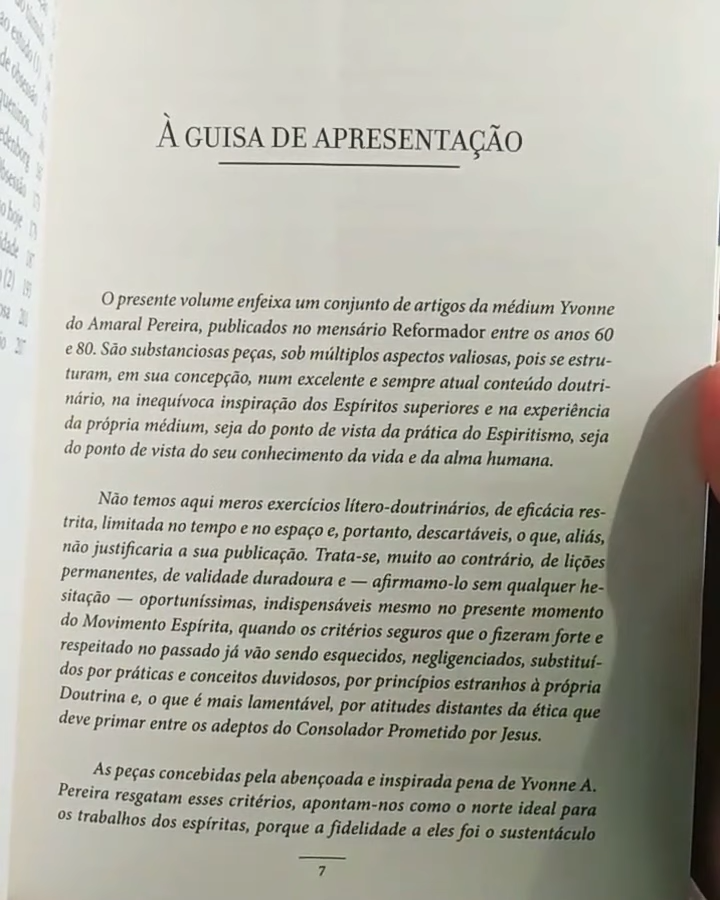 À GUISA DE APRESENTAÇÃO
O presente volume enfeixa um conjunto de artigos da médium Yvonne
do Amaral Pereira, publicados no mensário Reformador entre os anos 60
e 80. São substanciosas peças, sob múltiplos aspectos valiosas, pois se estru-
turam, em sua concepção, num excelente e sempre atual conteúdo doutri-
nário, na inequívoca inspiração dos Espíritos superiores e na experiência
da própria médium, seja do ponto de vista da prática do Espiritismo, seja
do ponto de vista do seu conhecimento da vida e da alma humana.
Não temos aqui meros exercícios lítero-doutrinários, de eficácia res-
trita, limitada no tempo e no espaço e, portanto, descartáveis, o que, aliás,
não justificaria a sua publicação. Trata-se, muito ao contrário, de lições
permanentes, de validade duradoura e — afirmamo-lo sem qualquer he-
sitação — oportuníssimas, indispensáveis mesmo no presente momento
do Movimento Espírita, quando os critérios seguros que o fizeram forte e
respeitado no passado já vão sendo esquecidos, negligenciados, substituí-
dos por práticas e conceitos duvidosos, por princípios estranhos à própria
Doutrina e, o que é mais lamentável, por atitudes distantes da ética que
deve primar entre os adeptos do Consolador Prometido por Jesus.
As peças concebidas pela abençoada e inspirada pena de Yvonne A.
Pereira resgatam esses critérios, apontam-nos como o norte ideal para
os trabalhos dos espíritas, porque a fidelidade a eles foi o sustentáculo
7